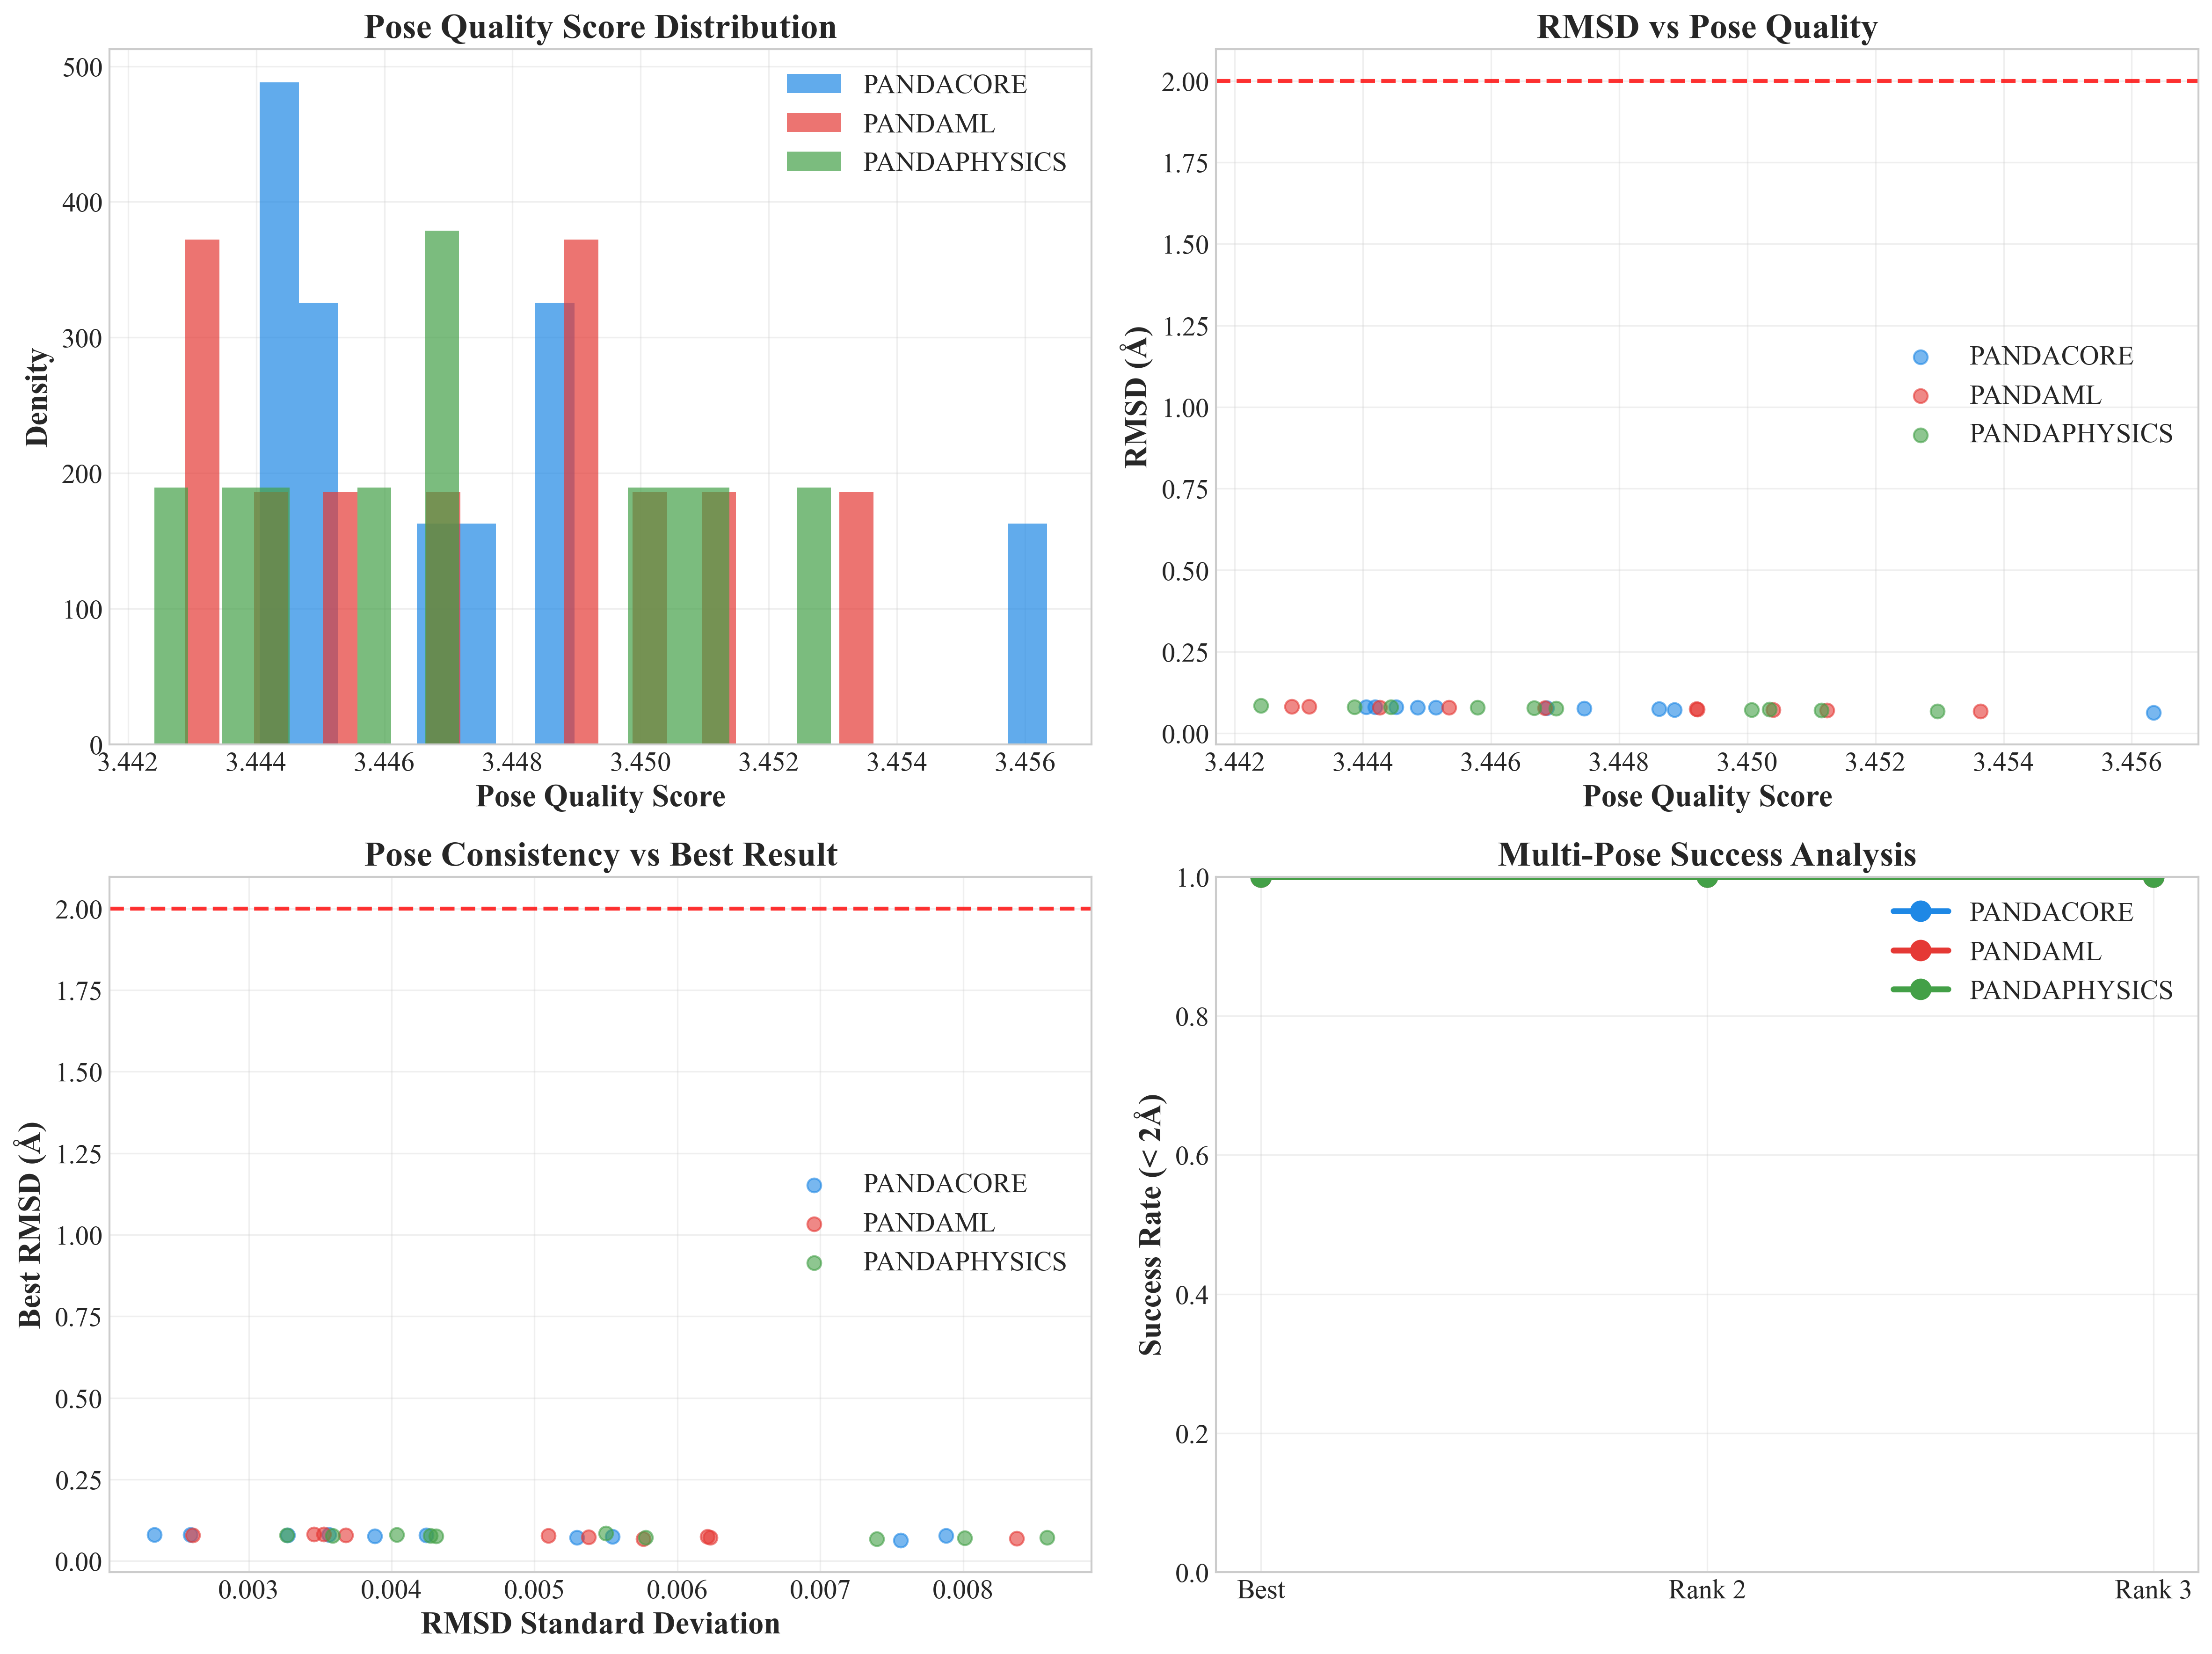 Pose Quality Score Distribution
500
400
300
200
100
0
Density
PANDACORE
PANDAML
PANDAPHYSICS
3.442 3.444 3.446 3.448 3.450 3.452 3.454 3.456
Pose Quality Score
RMSD vs Pose Quality
2.00
1.75
1.50
1.25
1.00
0.75
0.50
0.25
0.00
RMSD (Å)
PANDACORE
PANDAML
PANDAPHYSICS
3.442 3.444 3.446 3.448 3.450 3.452 3.454 3.456
Pose Quality Score
Pose Consistency vs Best Result
2.00
1.75
1.50
1.25
1.00
0.75
0.50
0.25
0.00
Best RMSD (Å)
PANDACORE
PANDAML
PANDAPHYSICS
0.003 0.004 0.005 0.006 0.007 0.008
RMSD Standard Deviation
Multi-Pose Success Analysis
1.0
0.8
0.6
0.4
0.2
0.0
Success Rate (< 2Å)
PANDACORE
PANDAML
PANDAPHYSICS
Best Rank 2 Rank 3